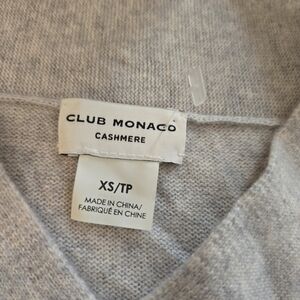 CLUB MONACO
CASHMERE
XS/TP
MADE IN CHINA/
FABRIQUÉ EN CHINE